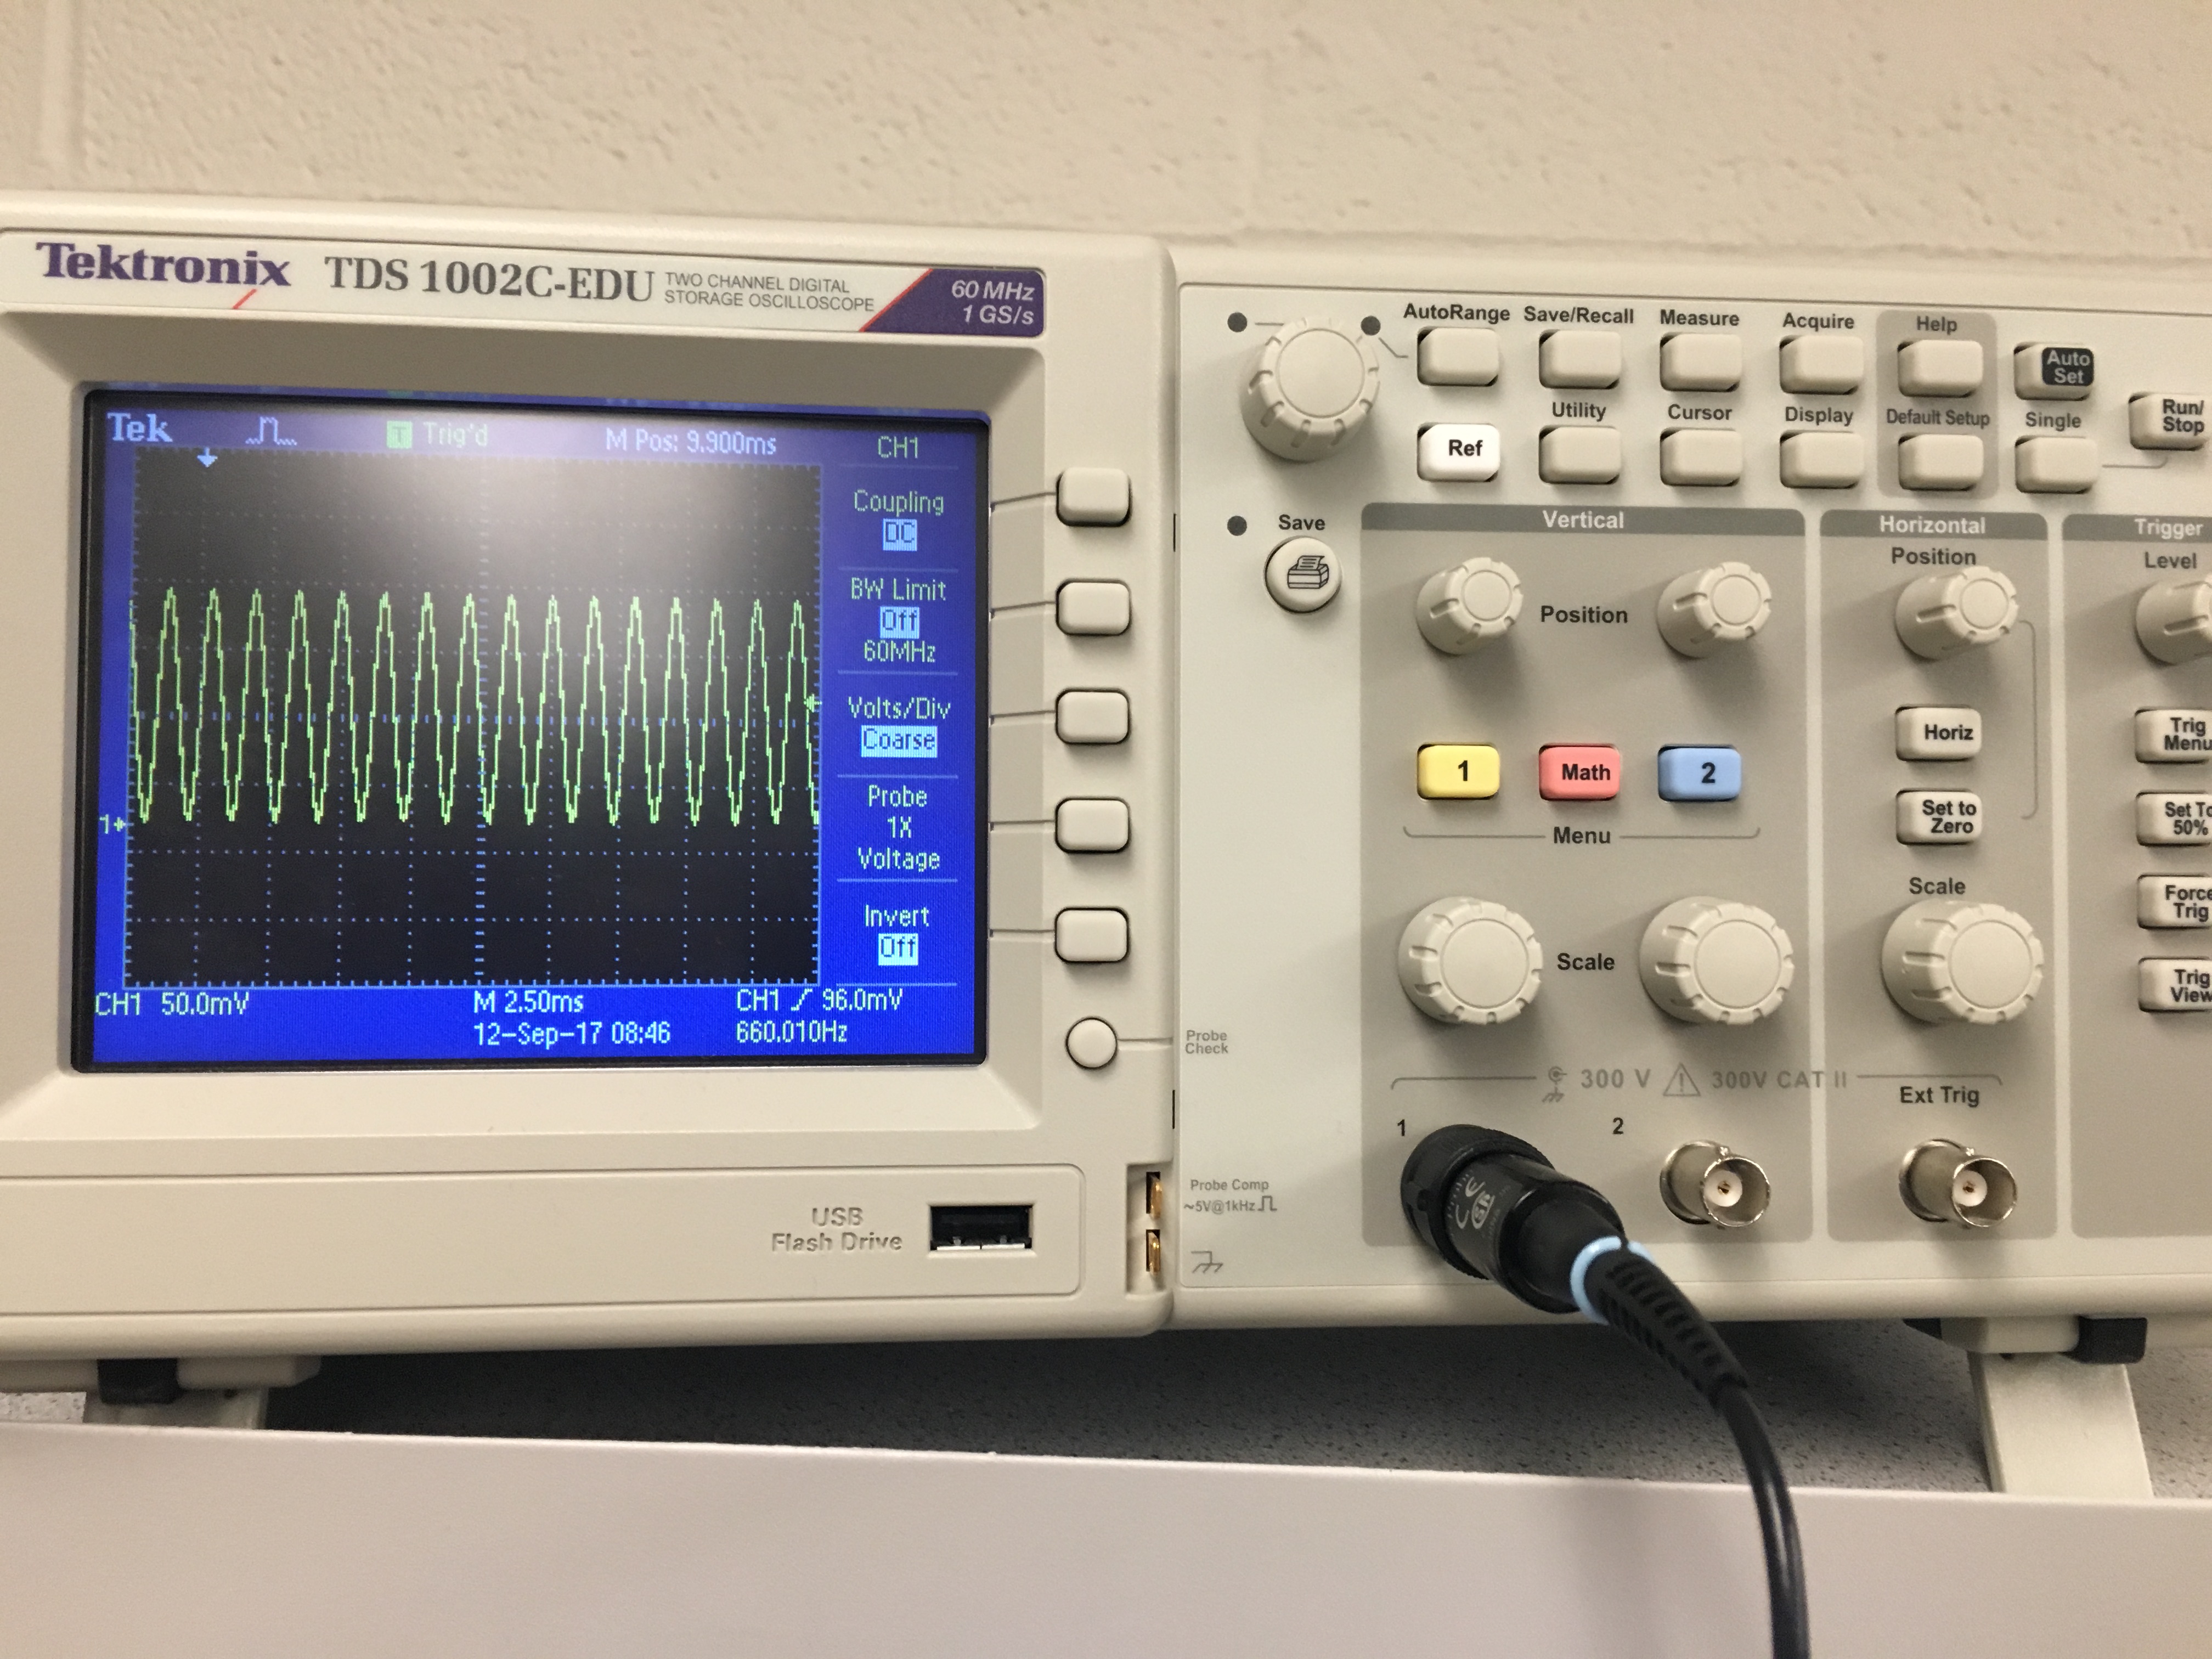 Tektronix TDS 1002C-EDU TWO CHANNEL DIGITAL
STORAGE OSCILLOSCOPE
60 MHz
1 GS/s
Tek
T Trig'd
M Pos: 9.900ms
CH1
Coupling
DC
BW Limit
Off
60MHz
Volts/Div
Coarse
Probe
1X
Voltage
Invert
Off
1
CH1 50.0mV
M 2.50ms
CH1 96.0mV
12-Sep-17 08:46
660.010Hz
USB
Flash Drive
AutoRange Save/Recall Measure Acquire Help
Auto
Set
Ref
Utility Cursor Display Default Setup Single
Run/
Stop
Save
Vertical
Horizontal
Trigger
Position
Position
Level
Horiz
Trig
Menu
1 Math 2
Set to
Zero
Set To
50%
Menu
Scale
Scale
Force
Trig
Trig
View
Probe
Check
300 V 300V CAT II
1
2
Ext Trig
Probe Comp
~5V@1kHz